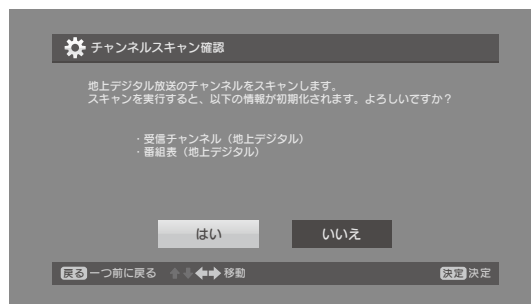 チャンネルスキャン確認
地上デジタル放送のチャンネルをスキャンします。
スキャンを実行すると、以下の情報が初期化されます。よろしいですか？
・受信チャンネル（地上デジタル）
・番組表（地上デジタル）
はい いいえ
戻る 一つ前に戻る 移動 決定 決定